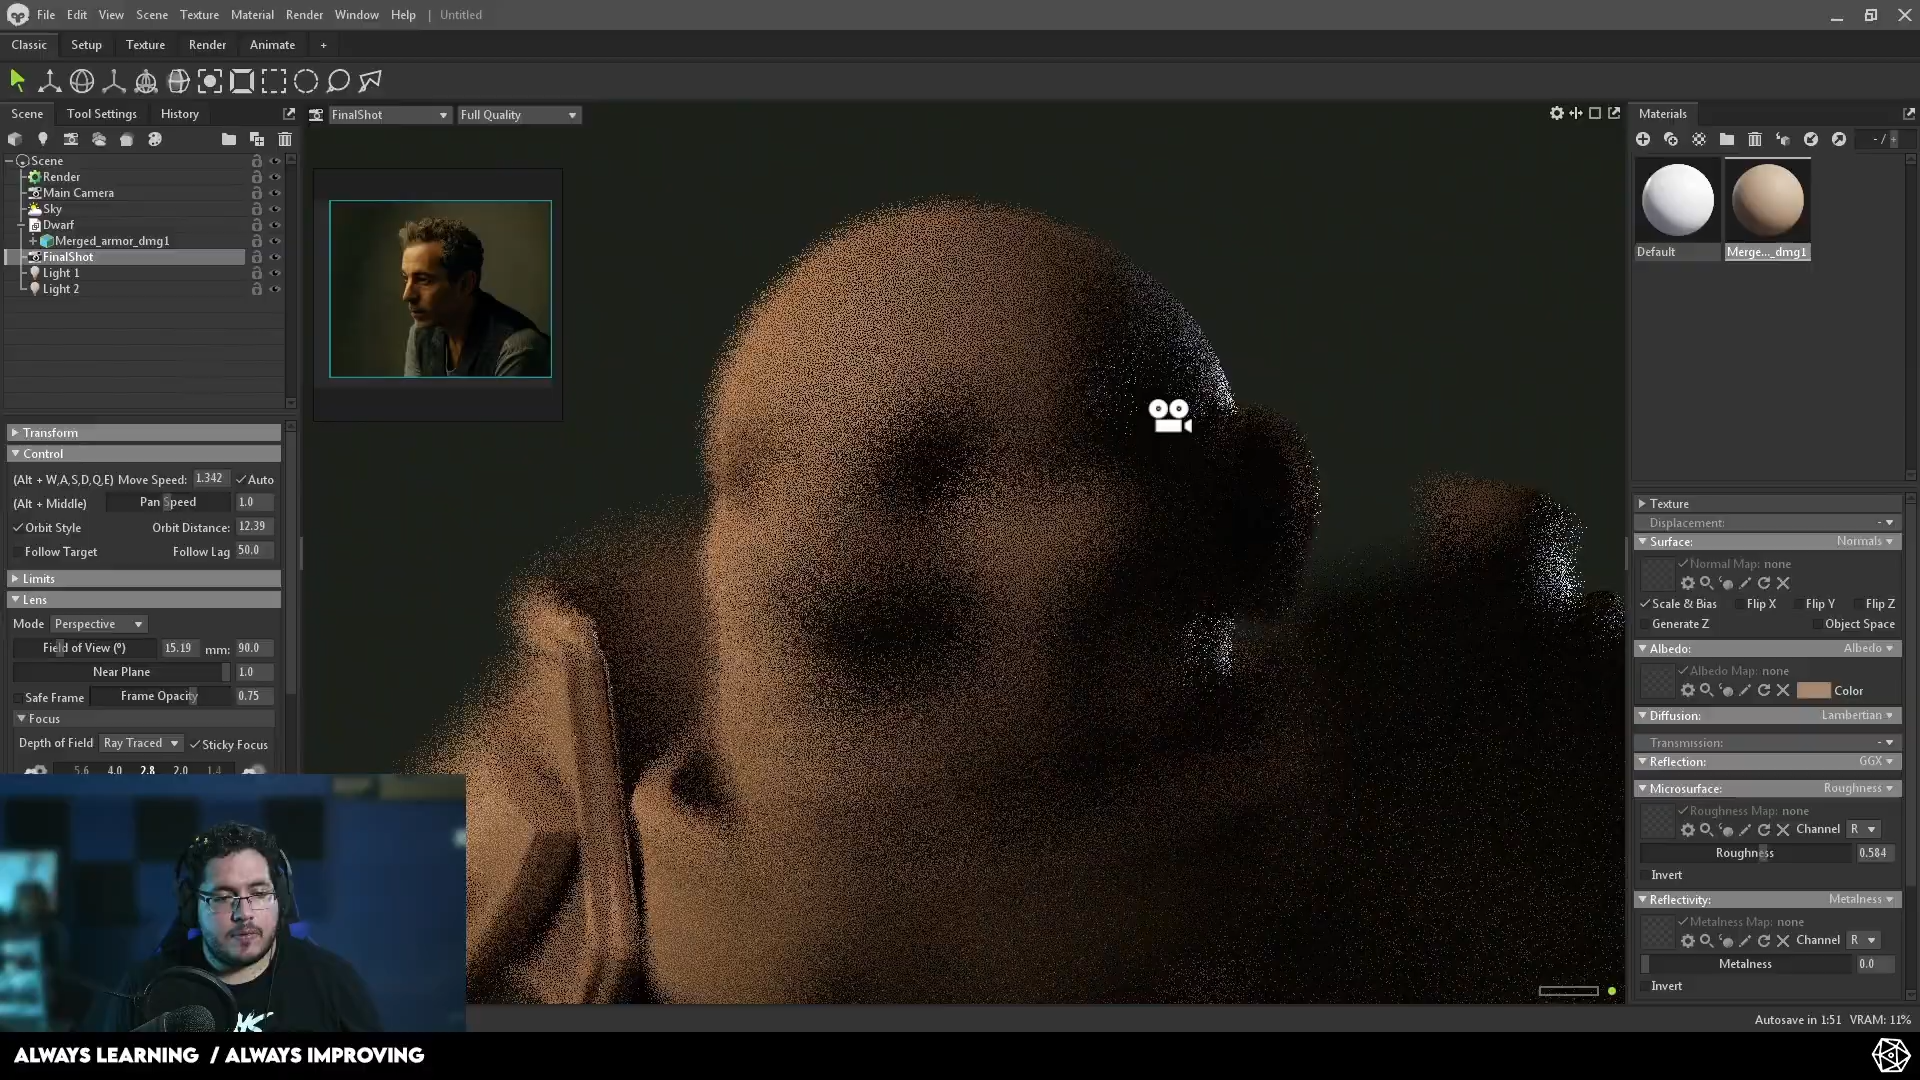 File Edit View Scene Texture Material Render Window Help | Untitled
Classic Setup Texture Render Animate +
Scene Tool Settings History
FinalShot Full Quality
Materials
- / +
Scene
Render
Main Camera
Sky
Dwarf
Merged_armor_dmg1
FinalShot
Light 1
Light 2
Default Merge..._dmg1
Transform
Control
(Alt + W,A,S,D,Q,E) Move Speed: 1.342 Auto
(Alt + Middle) Pan Speed 1.0
Orbit Style Orbit Distance: 12.39
Follow Target Follow Lag 50.0
Limits
Lens
Mode Perspective
Field of View (º) 15.19 mm: 90.0
Near Plane 1.0
Safe Frame Frame Opacity 0.75
Focus
Depth of Field Ray Traced Sticky Focus
5.6 4.0 2.8 2.0 1.4
Texture
Displacement: -
Surface: Normals
Normal Map: none
Scale & Bias Flip X Flip Y Flip Z
Generate Z Object Space
Albedo: Albedo
Albedo Map: none
Color
Diffusion: Lambertian
Transmission: -
Reflection: GGX
Microsurface: Roughness
Roughness Map: none
Channel R
Roughness 0.584
Invert
Reflectivity: Metalness
Metalness Map: none
Channel R
Metalness 0.0
Invert
Autosave in 1:51 VRAM: 11%
ALWAYS LEARNING / ALWAYS IMPROVING